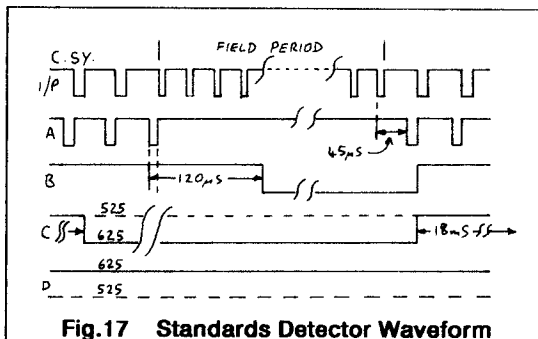 C. SY.
FIELD PERIOD
I/P
A
45µS
B
120µS
525
C
625
18mS
625
D
525
Fig.17 Standards Detector Waveform